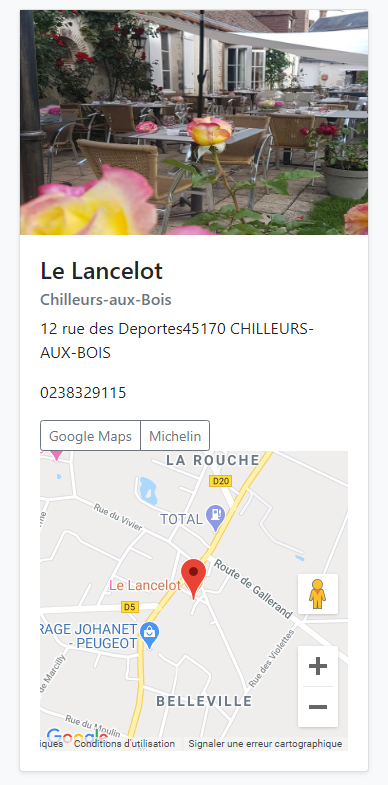 Le Lancelot
Chilleurs-aux-Bois
12 rue des Deportes45170 CHILLEURS-
AUX-BOIS
0238329115
Google Maps
Michelin
LA ROUCHE
D20
Rue du Vivier
TOTAL
Route de Gallerand
Le Lancelot
D5
RAGE JOHANET
- PEUGEOT
Rue des Violettes
de Marcilly
BELLEVILLE
Rue du Moulin
Google
iques
Conditions d'utilisation
Signaler une erreur cartographique